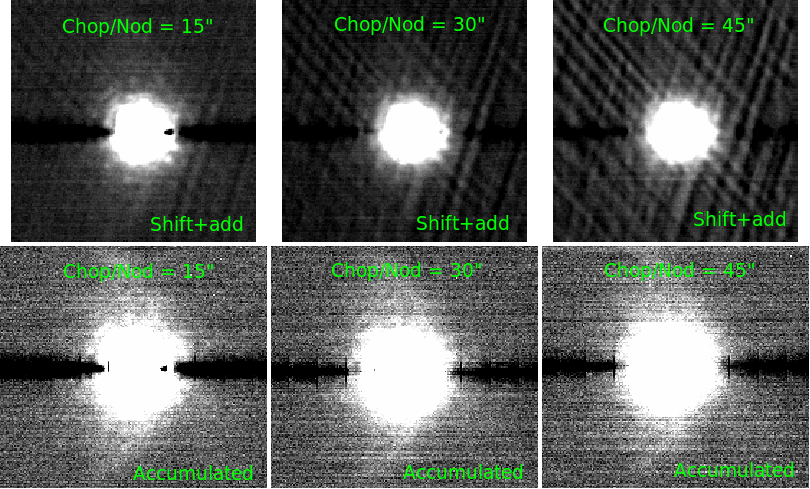 Chop/Nod = 15"
Chop/Nod = 30"
Chop/Nod = 45"
Shift+add
Shift+add
Shift+add
Chop/Nod = 15"
Chop/Nod = 30"
Chop/Nod = 45"
Accumulated
Accumulated
Accumulated